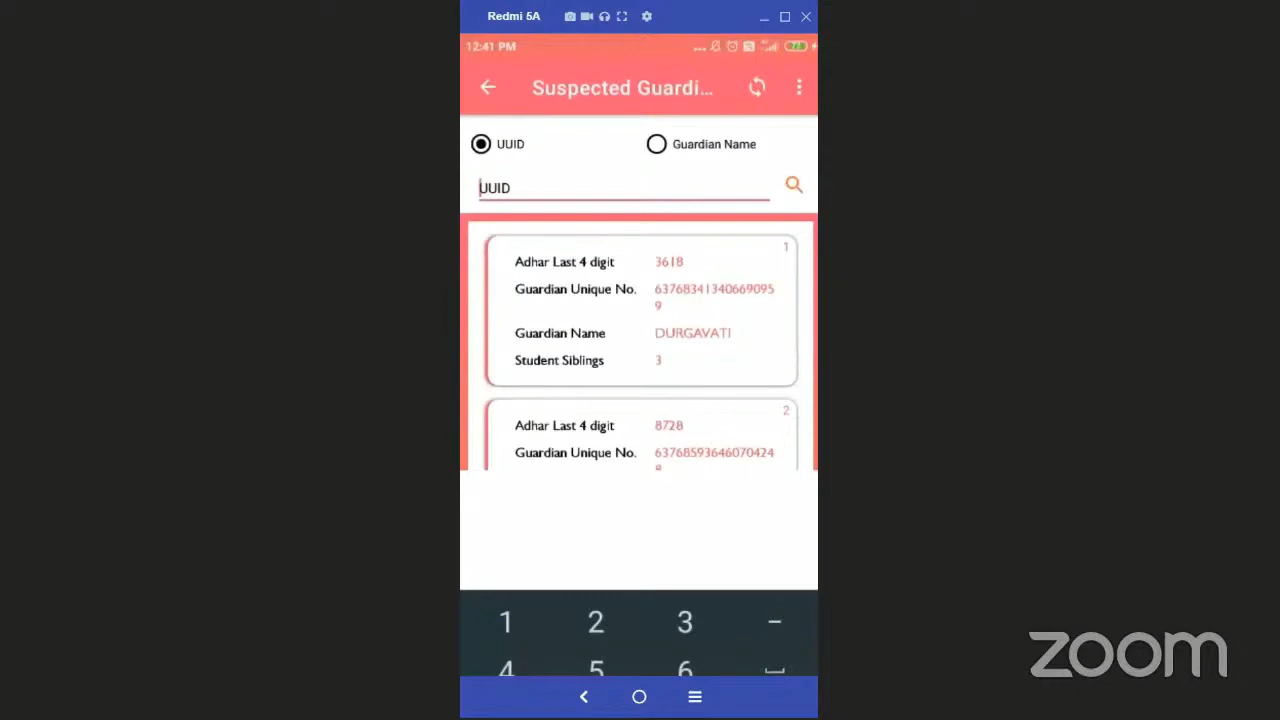 Redmi 5A
12:41 PM
Suspected Guardi...
UUID
Guardian Name
UUID
1
Adhar Last 4 digit 3618
Guardian Unique No. 63768341340669095
9
Guardian Name DURGAVATI
Student Siblings 3
2
Adhar Last 4 digit 8728
Guardian Unique No. 63768593646070424
1 2 3 –
4 5 6
zoom